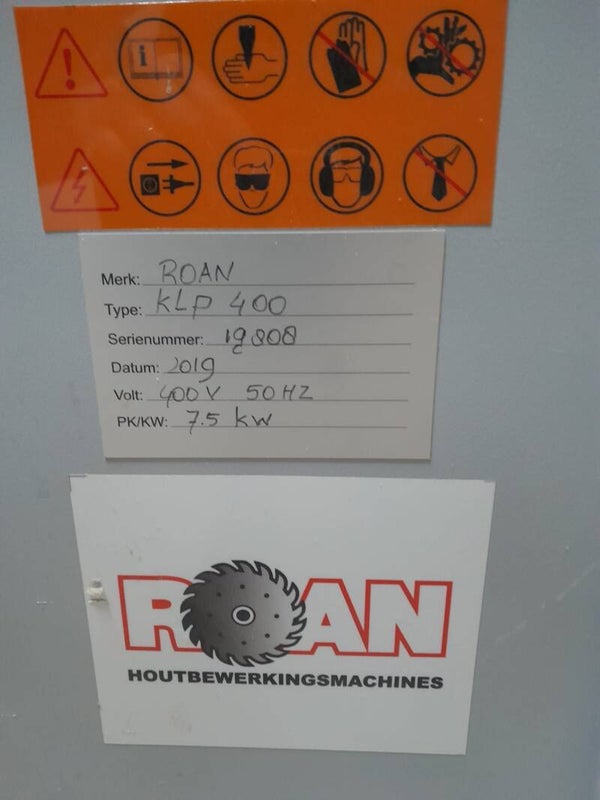 i
Merk: ROAN
Type: KLP 400
Serienummer: 19808
Datum: 2019
Volt: 400 V 50 HZ
PK/KW: 7.5 kW
ROAN
HOUTBEWERKINGSMACHINES